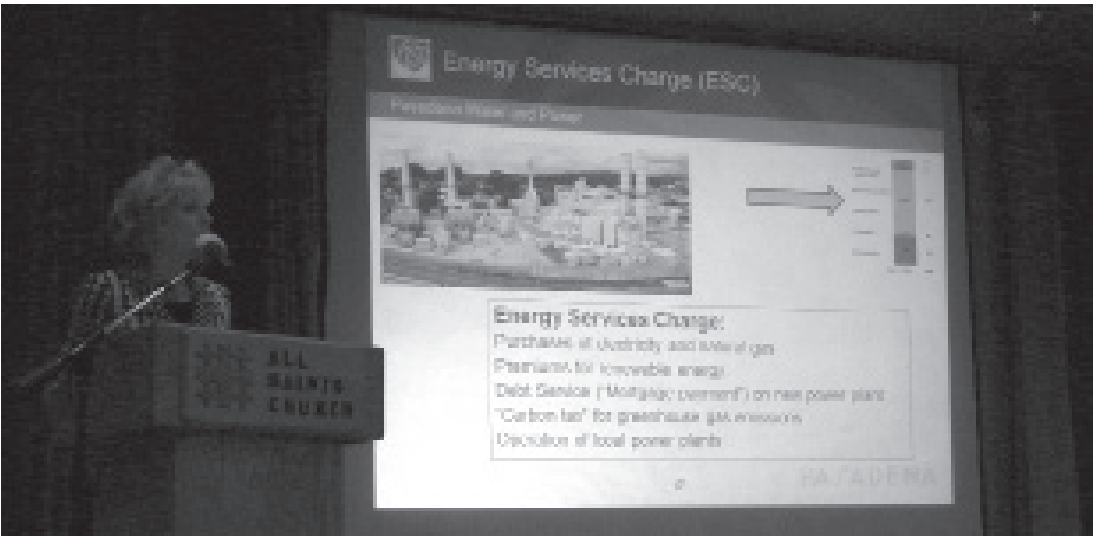 Energy Services Charge (ESC)
Pasadena Water and Power
Energy Services Charge:
Purchases of electricity and natural gas
Premiums for renewable energy
Debt Service ("Mortgage payment") on new power plant
"Carbon tax" for greenhouse gas emissions
Operation of local power plants
PASADENA
ALL
SAINTS
CHURCH